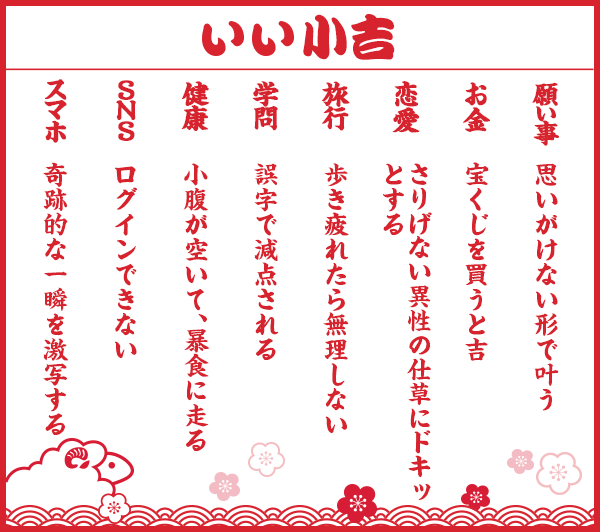 いい小吉
願い事 思いがけない形で叶う
お金 宝くじを買うと吉
恋愛 さりげない異性の仕草にドキッ
とする
旅行 歩き疲れたら無理しない
学問 誤字で減点される
健康 小腹が空いて、暴食に走る
SNS ログインできない
スマホ 奇跡的な一瞬を激写する